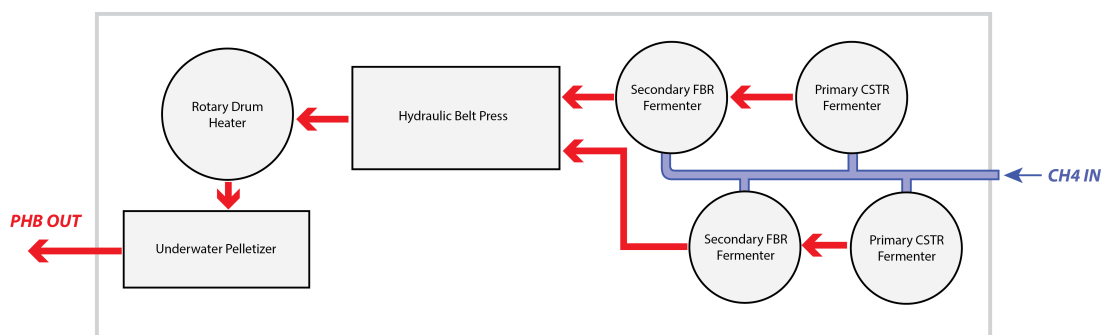 Rotary Drum
Heater
Hydraulic Belt Press
Secondary FBR
Fermenter
Primary CSTR
Fermenter
CH4 IN
PHB OUT
Underwater Pelletizer
Secondary FBR
Fermenter
Primary CSTR
Fermenter